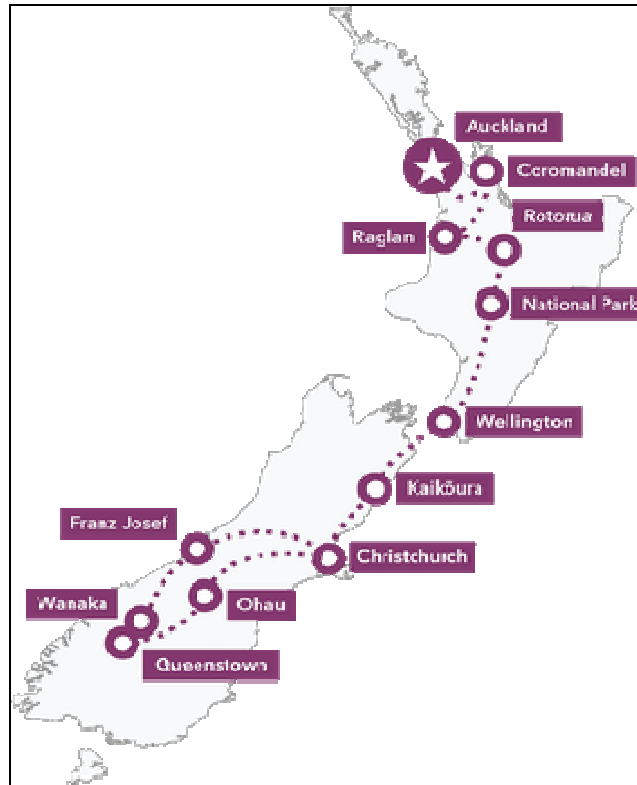 Auckland
Coromandel
Rotorua
Raglan
National Park
Wellington
Kaikōura
Franz Josef
Christchurch
Wanaka
Ohau
Queenstown